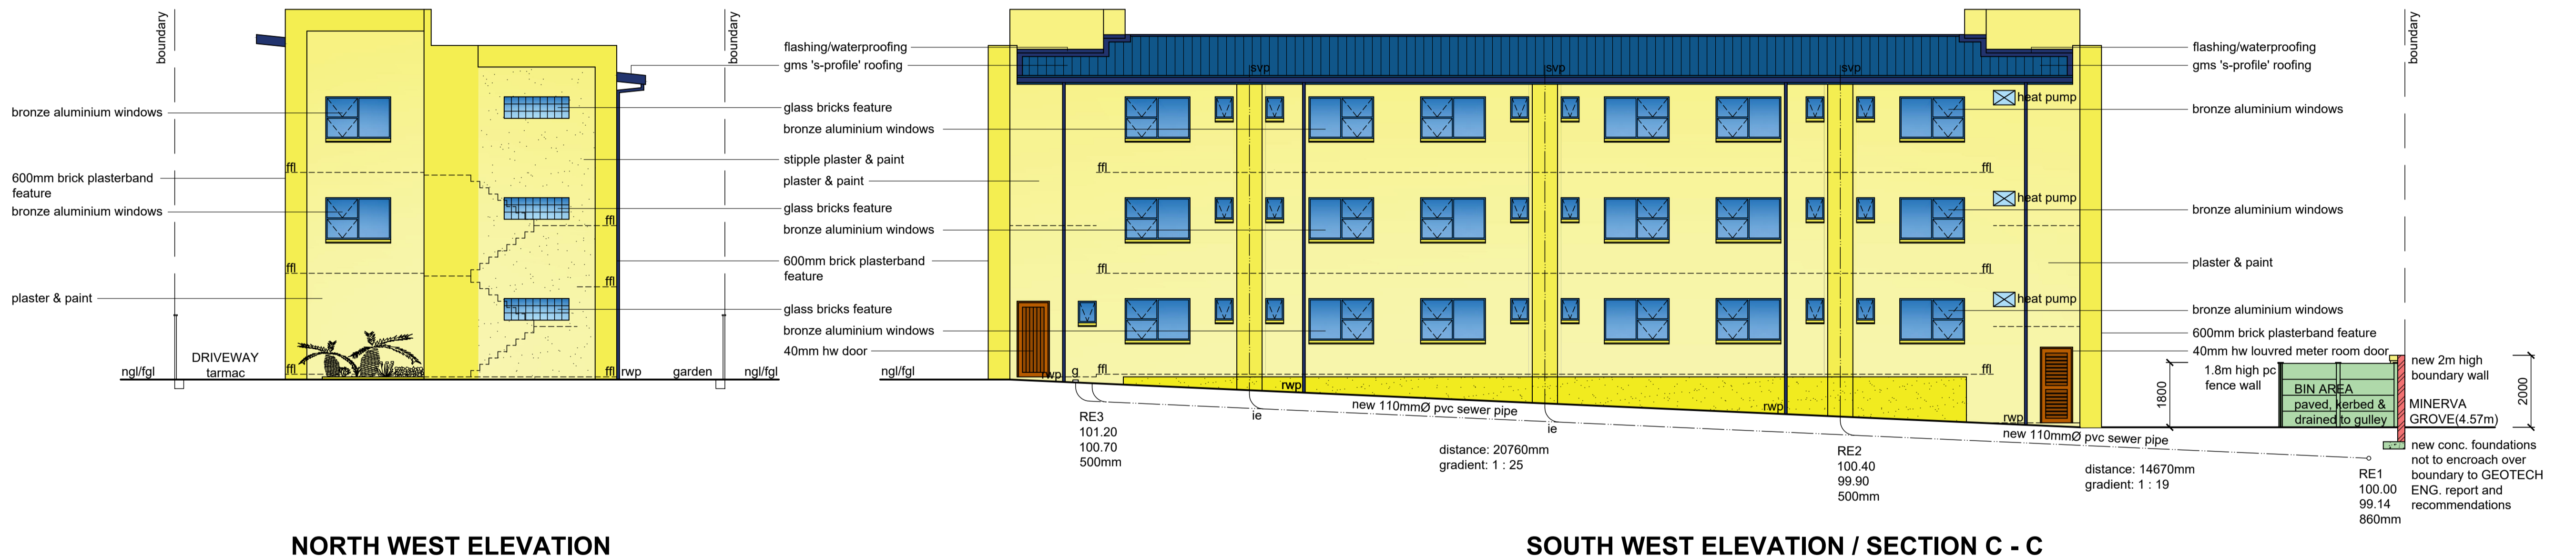 boundary
bronze aluminium windows
600mm brick plasterband
feature
bronze aluminium windows
plaster & paint
ffl
ffl
ffl
ffl
ffl
ffl
DRIVEWAY
tarmac
ngl/fgl
rwp
garden
ngl/fgl
boundary
NORTH WEST ELEVATION
flashing/waterproofing
gms 's-profile' roofing
glass bricks feature
bronze aluminium windows
stipple plaster & paint
plaster & paint
glass bricks feature
bronze aluminium windows
600mm brick plasterband
feature
glass bricks feature
bronze aluminium windows
40mm hw door
ngl/fgl
svp
svp
svp
heat pump
heat pump
heat pump
ffl
ffl
ffl
ffl
ffl
ffl
rwp
g
rwp
rwp
rwp
ie
ie
new 110mmØ pvc sewer pipe
new 110mmØ pvc sewer pipe
RE3
101.20
100.70
500mm
distance: 20760mm
gradient: 1 : 25
RE2
100.40
99.90
500mm
distance: 14670mm
gradient: 1 : 19
RE1
100.00
99.14
860mm
flashing/waterproofing
gms 's-profile' roofing
bronze aluminium windows
bronze aluminium windows
plaster & paint
bronze aluminium windows
600mm brick plasterband feature
40mm hw louvred meter room door
1.8m high pc
fence wall
1800
BIN AREA
paved, kerbed &
drained to gulley
boundary
new 2m high
boundary wall
MINERVA
GROVE(4.57m)
2000
new conc. foundations
not to encroach over
boundary to GEOTECH
ENG. report and
recommendations
SOUTH WEST ELEVATION / SECTION C - C